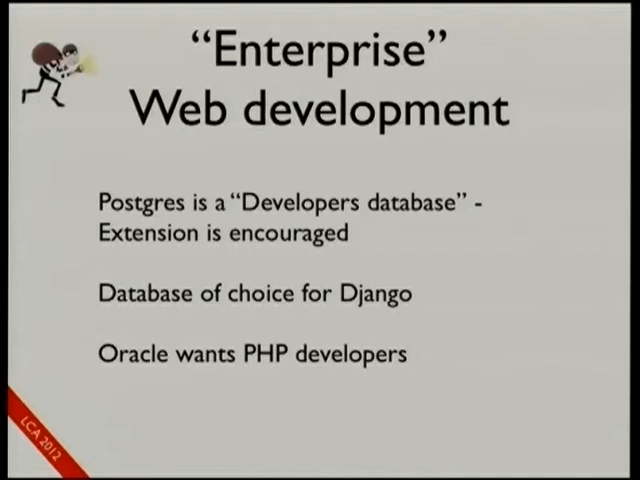 “Enterprise”
Web development
Postgres is a “Developers database” -
Extension is encouraged
Database of choice for Django
Oracle wants PHP developers
LCA 2012